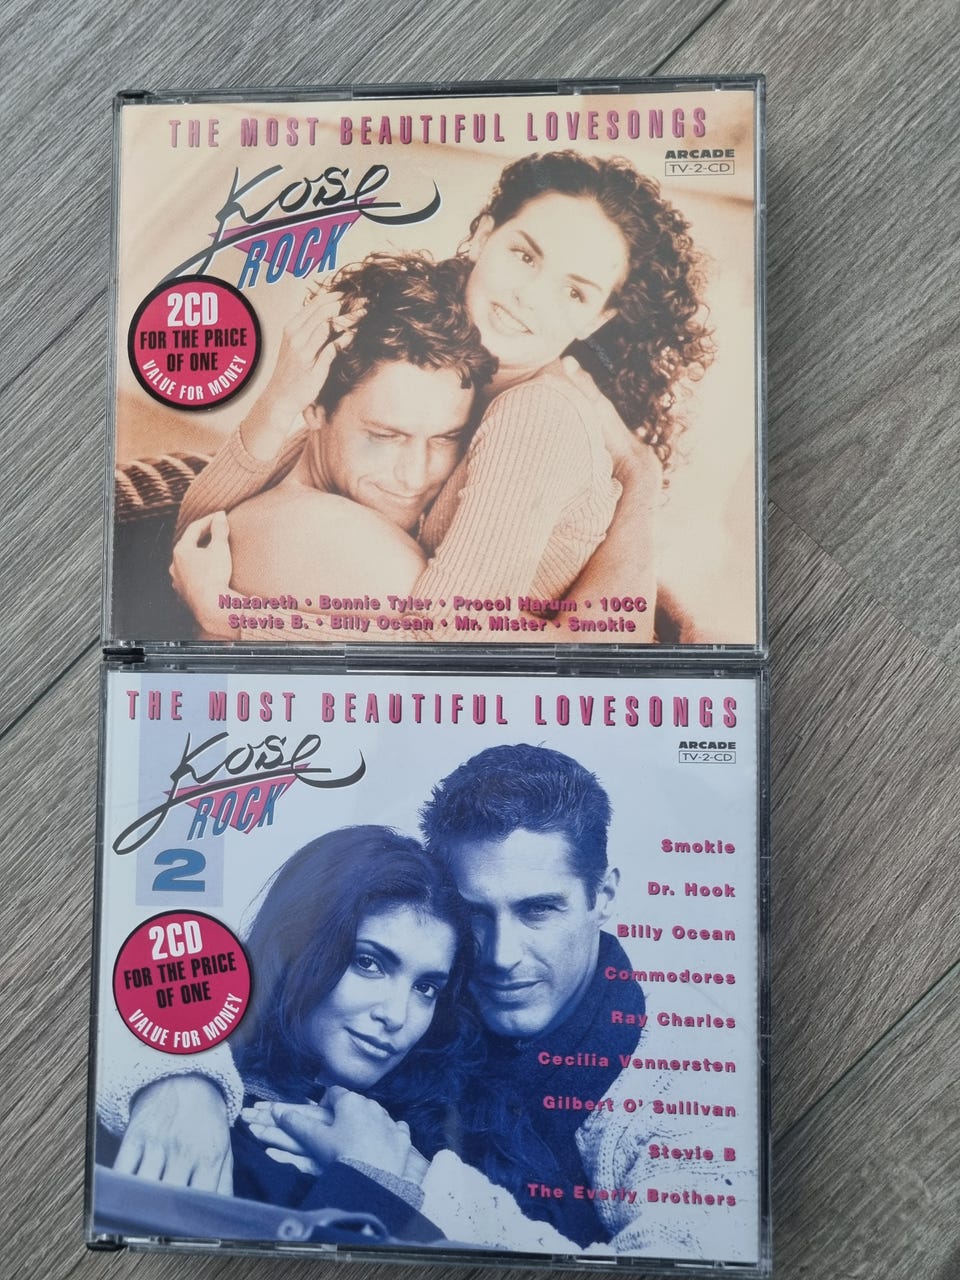 THE MOST BEAUTIFUL LOVESONGS
ARCADE
TV-2-CD
Kose
ROCK
2CD
FOR THE PRICE
OF ONE
VALUE FOR MONEY
Nazareth • Bonnie Tyler • Procol Harum • 10CC
Stevie B. • Billy Ocean • Mr. Mister • Smokie
THE MOST BEAUTIFUL LOVESONGS
ARCADE
TV-2-CD
Kose
ROCK
2
2CD
FOR THE PRICE
OF ONE
VALUE FOR MONEY
Smokie
Dr. Hook
Billy Ocean
Commodores
Ray Charles
Cecilia Vennersten
Gilbert O' Sullivan
Stevie B
The Everly Brothers